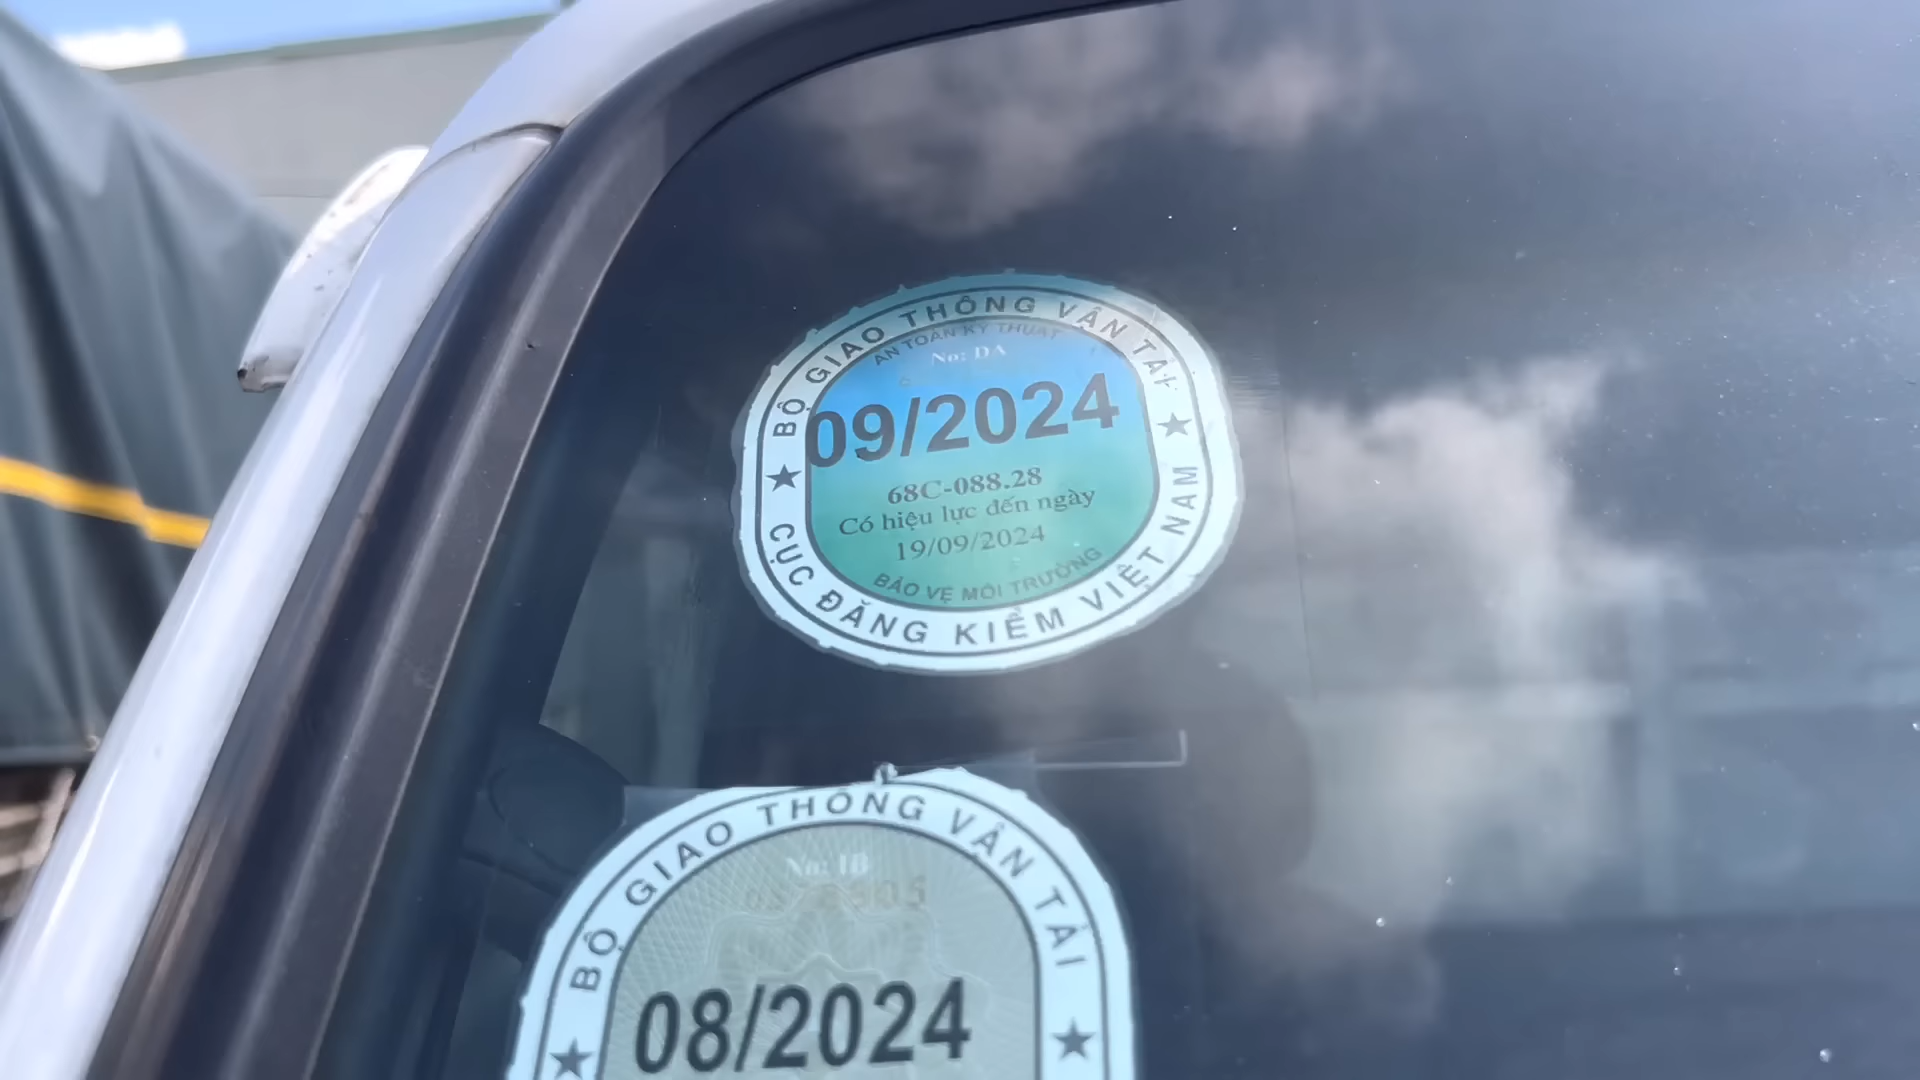 BỘ GIAO THÔNG VẬN TẢI
AN TOÀN KỸ THUẬT
No: DA
09/2024
68C-088.28
Có hiệu lực đến ngày
19/09/2024
BẢO VỆ MÔI TRƯỜNG
CỤC ĐĂNG KIỂM VIỆT NAM
BỘ GIAO THÔNG VẬN TẢI
No: IB
08/2024